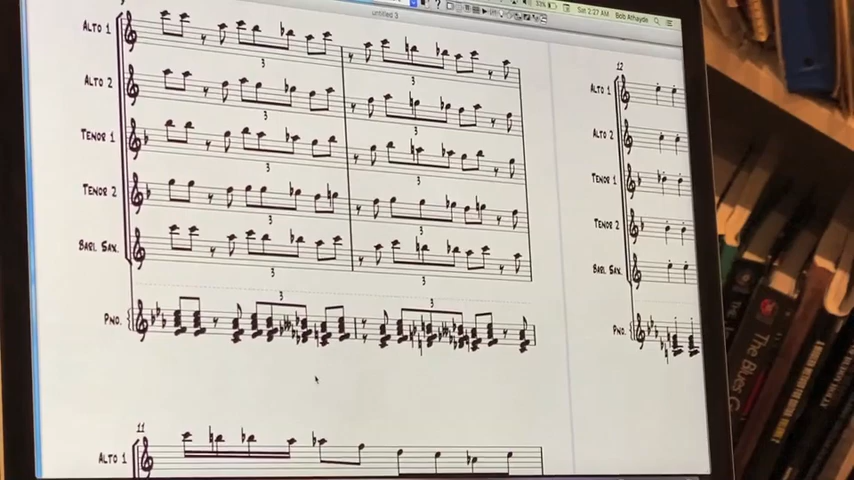 33%
Sat 2:27 AM Bob Athayde
untitled 3
ALTO 1
ALTO 2
TENOR 1
TENOR 2
BARI. SAX.
PNO.
3
3
3
3
3
3
3
3
3
3
3
3
11
ALTO 1
12
ALTO 1
ALTO 2
TENOR 1
TENOR 2
BARI. SAX.
PNO.
The Blues